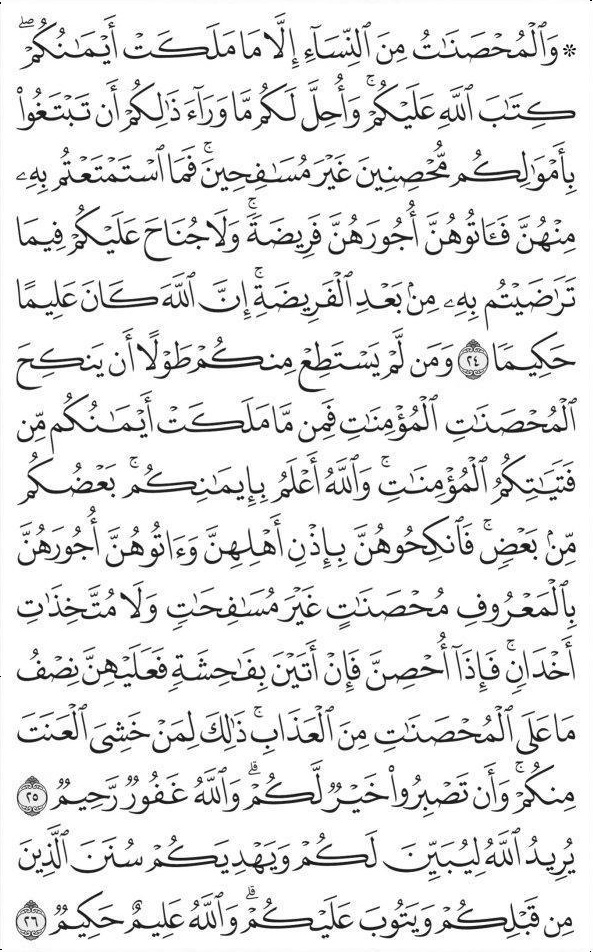 ۞ وَٱلۡمُحۡصَنَٰتُ مِنَ ٱلنِّسَآءِ إِلَّا مَا مَلَكَتۡ أَيۡمَٰنُكُمۡۖ
كِتَٰبَ ٱللَّهِ عَلَيۡكُمۡۚ وَأُحِلَّ لَكُم مَّا وَرَآءَ ذَٰلِكُمۡ أَن تَبۡتَغُواْ
بِأَمۡوَٰلِكُم مُّحۡصِنِينَ غَيۡرَ مُسَٰفِحِينَۚ فَمَا ٱسۡتَمۡتَعۡتُم بِهِۦ
مِنۡهُنَّ فَـَٔاتُوهُنَّ أُجُورَهُنَّ فَرِيضَةٗۚ وَلَا جُنَاحَ عَلَيۡكُمۡ فِيمَا
تَرَٰضَيۡتُم بِهِۦ مِنۢ بَعۡدِ ٱلۡفَرِيضَةِۚ إِنَّ ٱللَّهَ كَانَ عَلِيمًا
حَكِيمٗا ٢٤ وَمَن لَّمۡ يَسۡتَطِعۡ مِنكُمۡ طَوۡلًا أَن يَنكِحَ
ٱلۡمُحۡصَنَٰتِ ٱلۡمُؤۡمِنَٰتِ فَمِن مَّا مَلَكَتۡ أَيۡمَٰنُكُم مِّن
فَتَيَٰتِكُمُ ٱلۡمُؤۡمِنَٰتِۚ وَٱللَّهُ أَعۡلَمُ بِإِيمَٰنِكُمۚ بَعۡضُكُم
مِّنۢ بَعۡضٖۚ فَٱنكِحُوهُنَّ بِإِذۡنِ أَهۡلِهِنَّ وَءَاتُوهُنَّ أُجُورَهُنَّ
بِٱلۡمَعۡرُوفِ مُحۡصَنَٰتٍ غَيۡرَ مُسَٰفِحَٰتٖ وَلَا مُتَّخِذَٰتِ
أَخۡدَانٖۚ فَإِذَآ أُحۡصِنَّ فَإِنۡ أَتَيۡنَ بِفَٰحِشَةٖ فَعَلَيۡهِنَّ نِصۡفُ
مَا عَلَى ٱلۡمُحۡصَنَٰتِ مِنَ ٱلۡعَذَابِۚ ذَٰلِكَ لِمَنۡ خَشِيَ ٱلۡعَنَتَ
مِنكُمۡۚ وَأَن تَصۡبِرُواْ خَيۡرٞ لَّكُمۡۗ وَٱللَّهُ غَفُورٞ رَّحِيمٞ ٢٥
يُرِيدُ ٱللَّهُ لِيُبَيِّنَ لَكُمۡ وَيَهۡدِيَكُمۡ سُنَنَ ٱلَّذِينَ
مِن قَبۡلِكُمۡ وَيَتُوبَ عَلَيۡكُمۡۗ وَٱللَّهُ عَلِيمٌ حَكِيمٞ ٢٦